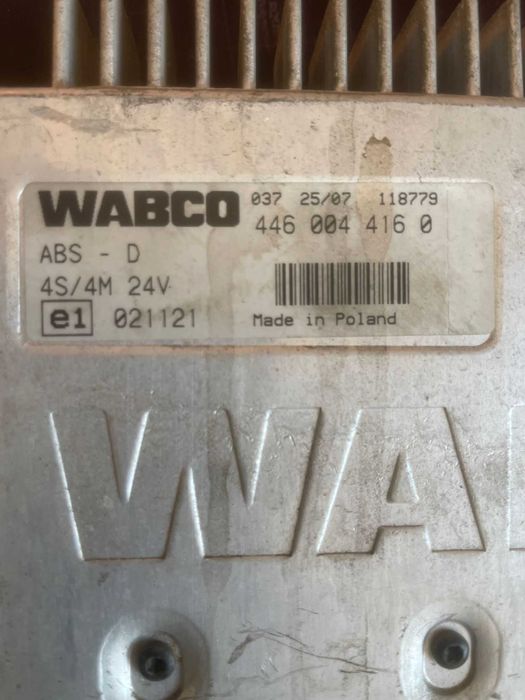 WABCO 037 25/07 118779
446 004 416 0
ABS - D
4S/4M 24V
e1 021121 Made in Poland
WA